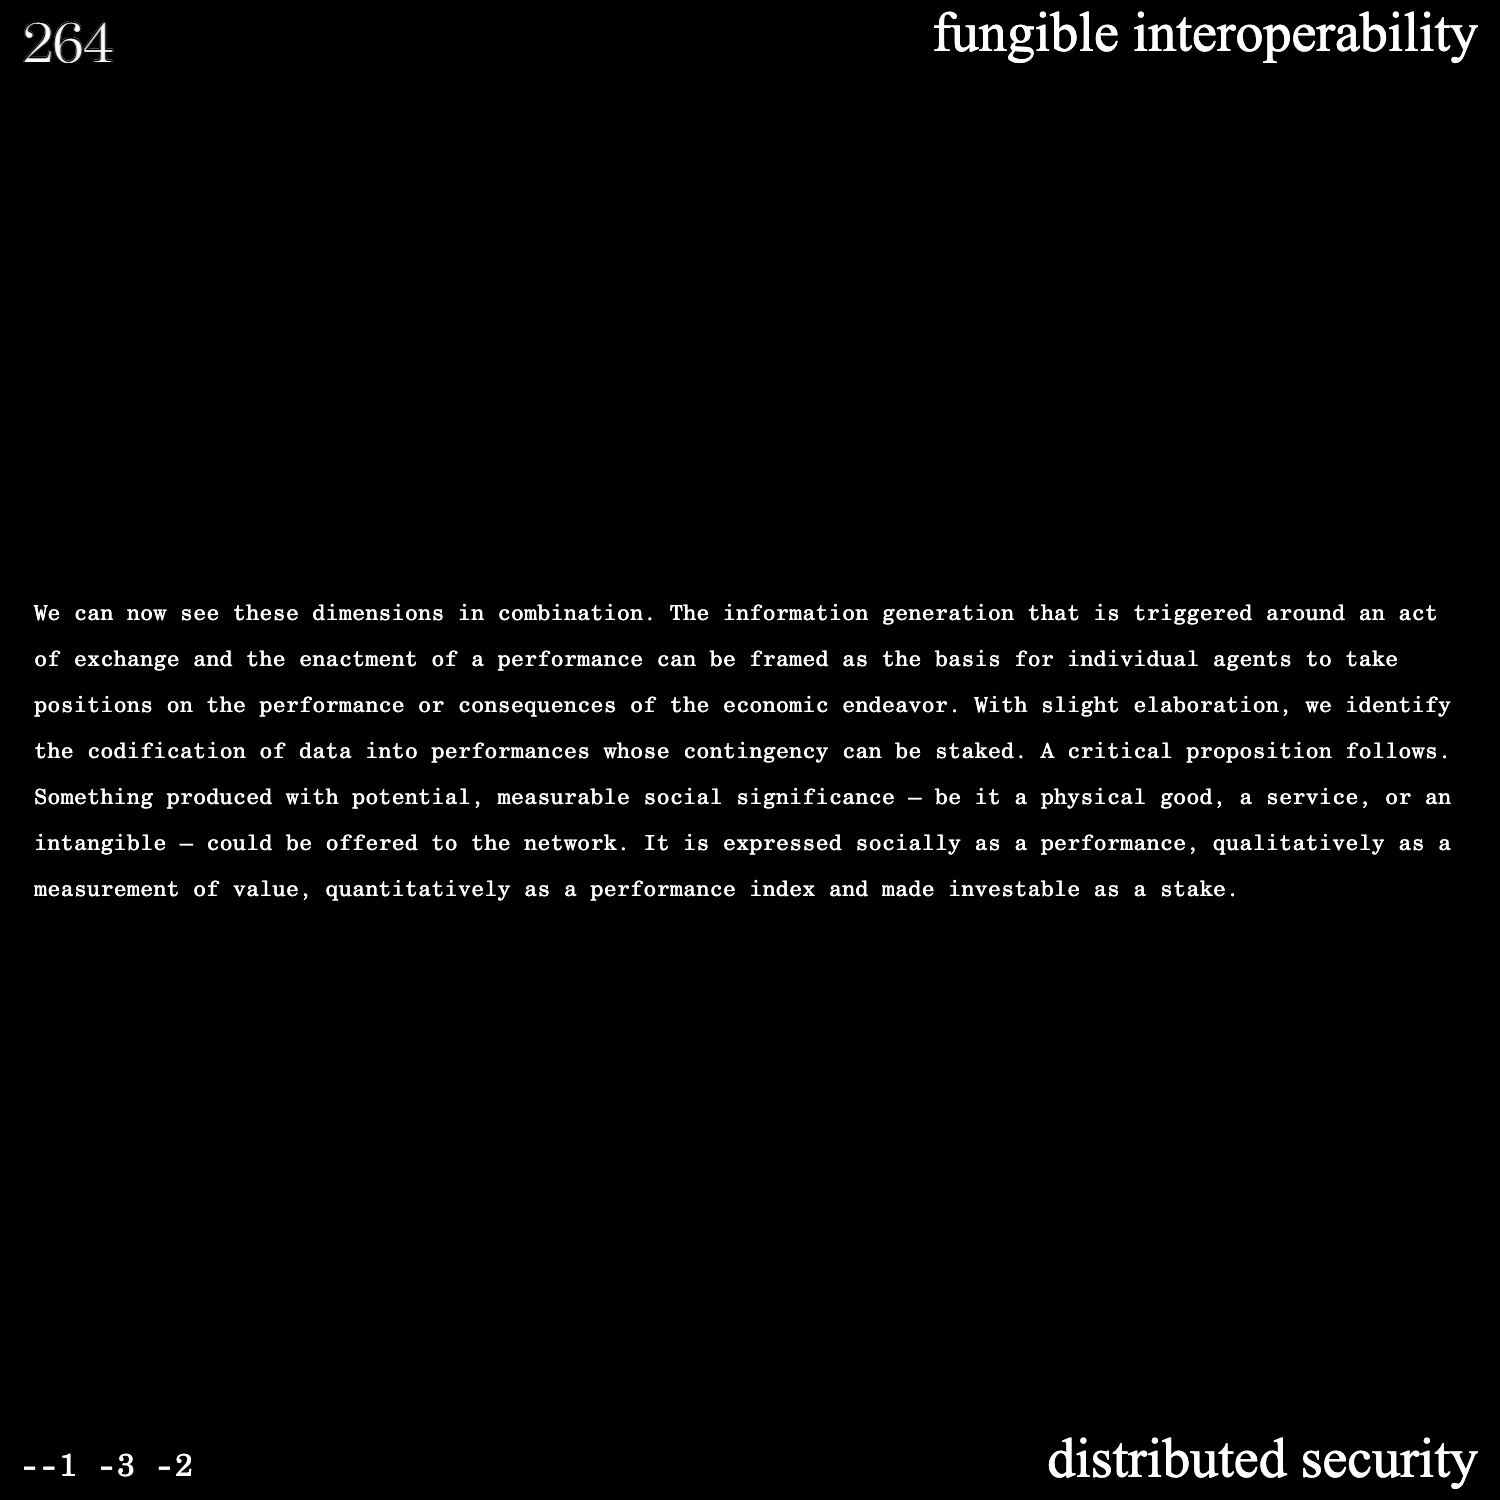 264
fungible interoperability
We can now see these dimensions in combination. The information generation that is triggered around an act
of exchange and the enactment of a performance can be framed as the basis for individual agents to take
positions on the performance or consequences of the economic endeavor. With slight elaboration, we identify
the codification of data into performances whose contingency can be staked. A critical proposition follows.
Something produced with potential, measurable social significance — be it a physical good, a service, or an
intangible — could be offered to the network. It is expressed socially as a performance, qualitatively as a
measurement of value, quantitatively as a performance index and made investable as a stake.
--1 -3 -2
distributed security